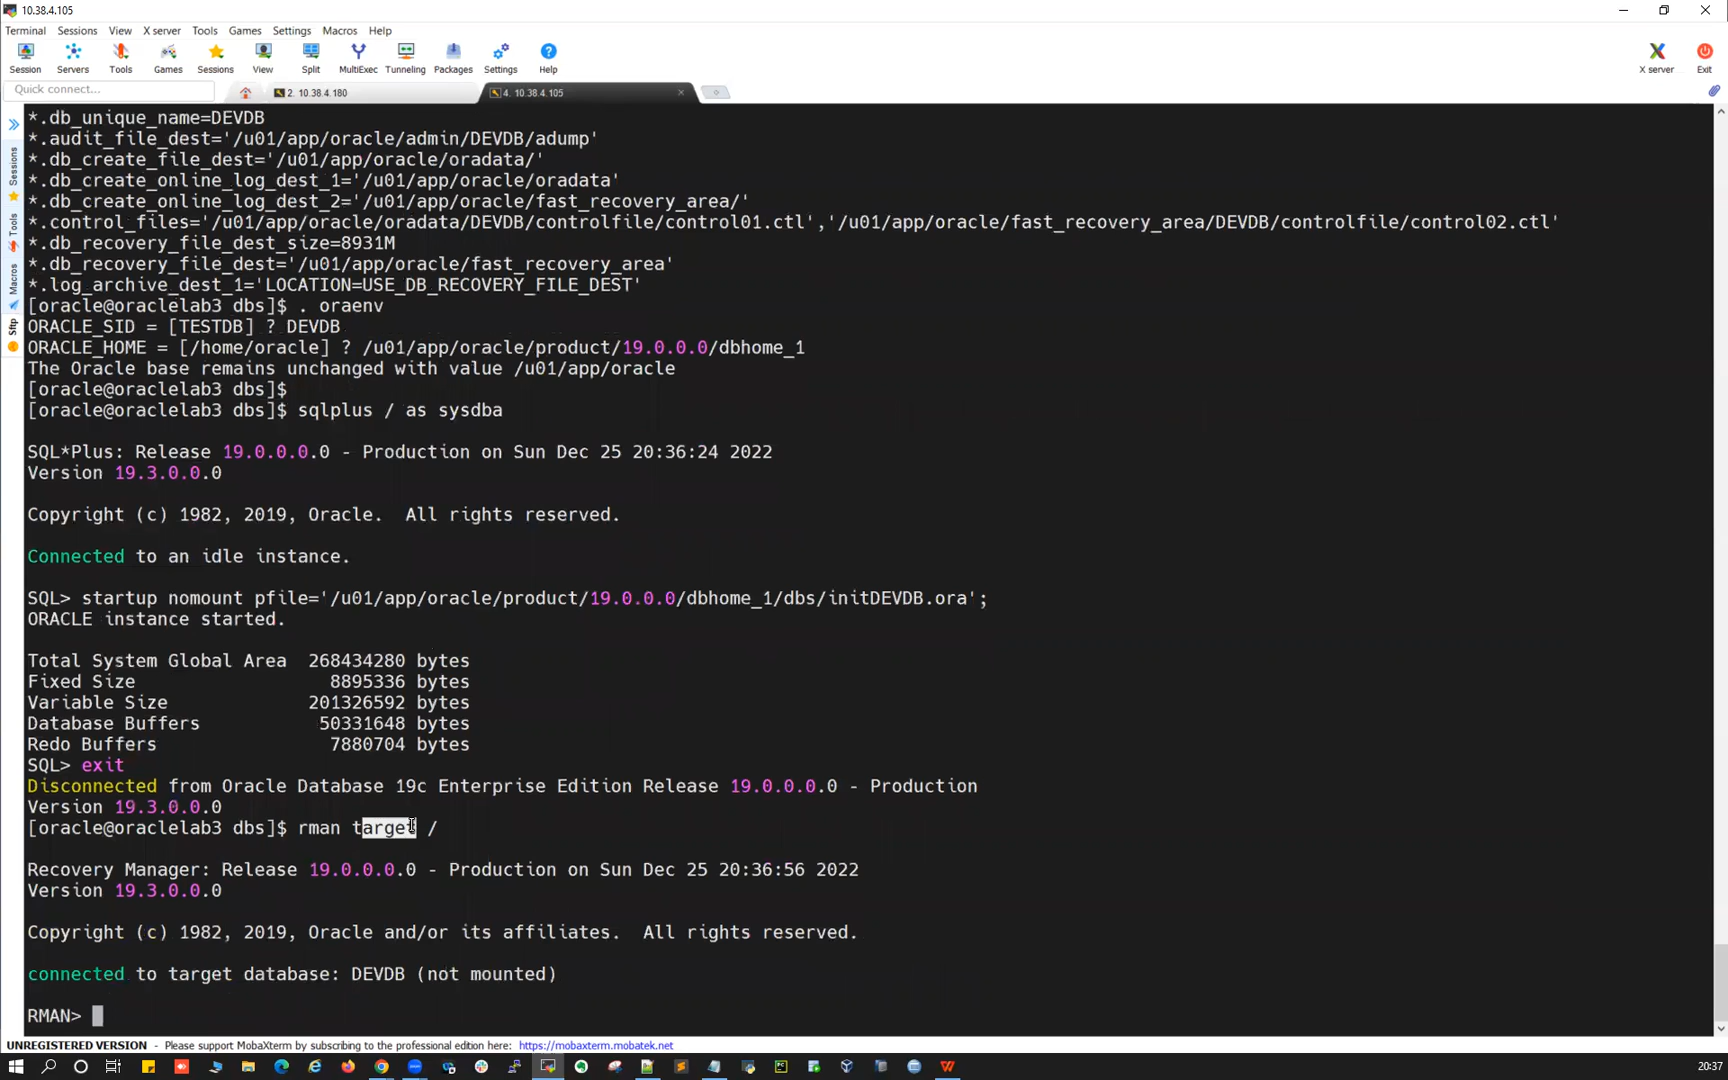 10.38.4.105
Terminal Sessions View X server Tools Games Settings Macros Help
Session Servers Tools Games Sessions View Split MultiExec Tunneling Packages Settings Help X server Exit
Quick connect... 2. 10.38.4.180 4. 10.38.4.105
Sessions
Tools
Macros
Sftp
*.db_unique_name=DEVDB
*.audit_file_dest='/u01/app/oracle/admin/DEVDB/adump'
*.db_create_file_dest='/u01/app/oracle/oradata/'
*.db_create_online_log_dest_1='/u01/app/oracle/oradata'
*.db_create_online_log_dest_2='/u01/app/oracle/fast_recovery_area/'
*.control_files='/u01/app/oracle/oradata/DEVDB/controlfile/control01.ctl','/u01/app/oracle/fast_recovery_area/DEVDB/controlfile/control02.ctl'
*.db_recovery_file_dest_size=8931M
*.db_recovery_file_dest='/u01/app/oracle/fast_recovery_area'
*.log_archive_dest_1='LOCATION=USE_DB_RECOVERY_FILE_DEST'
[oracle@oraclelab3 dbs]$ . oraenv
ORACLE_SID = [TESTDB] ? DEVDB
ORACLE_HOME = [/home/oracle] ? /u01/app/oracle/product/19.0.0.0/dbhome_1
The Oracle base remains unchanged with value /u01/app/oracle
[oracle@oraclelab3 dbs]$
[oracle@oraclelab3 dbs]$ sqlplus / as sysdba
SQL*Plus: Release 19.0.0.0.0 - Production on Sun Dec 25 20:36:24 2022
Version 19.3.0.0.0
Copyright (c) 1982, 2019, Oracle.  All rights reserved.
Connected to an idle instance.
SQL> startup nomount pfile='/u01/app/oracle/product/19.0.0.0/dbhome_1/dbs/initDEVDB.ora';
ORACLE instance started.
Total System Global Area  268434280 bytes
Fixed Size                  8895336 bytes
Variable Size             201326592 bytes
Database Buffers           50331648 bytes
Redo Buffers                7880704 bytes
SQL> exit
Disconnected from Oracle Database 19c Enterprise Edition Release 19.0.0.0.0 - Production
Version 19.3.0.0.0
[oracle@oraclelab3 dbs]$ rman target /
Recovery Manager: Release 19.0.0.0.0 - Production on Sun Dec 25 20:36:56 2022
Version 19.3.0.0.0
Copyright (c) 1982, 2019, Oracle and/or its affiliates.  All rights reserved.
connected to target database: DEVDB (not mounted)
RMAN>
UNREGISTERED VERSION - Please support MobaXterm by subscribing to the professional edition here: https://mobaxterm.mobatek.net
20:37